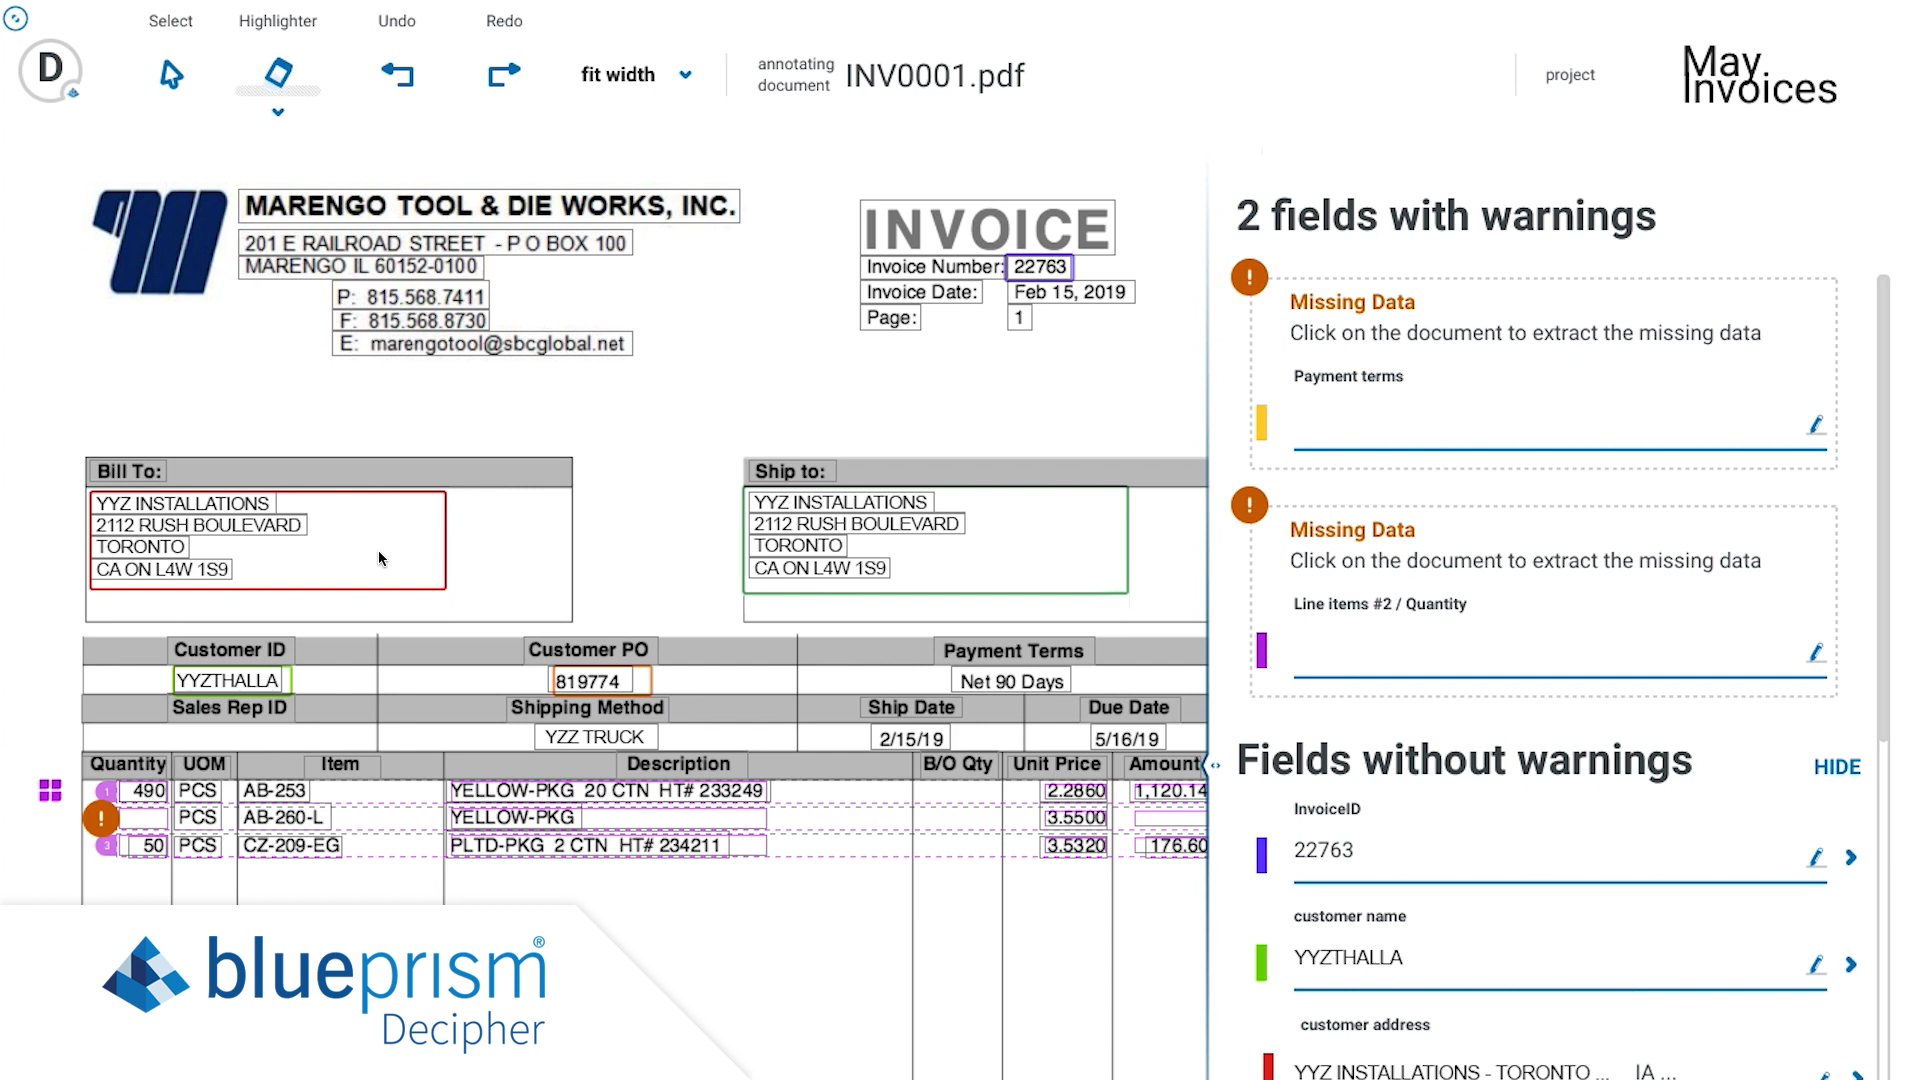 Select Highlighter Undo Redo
D
fit width
annotating document INV0001.pdf
project
May Invoices
MARENGO TOOL & DIE WORKS, INC.
201 E RAILROAD STREET - P O BOX 100
MARENGO IL 60152-0100
P: 815.568.7411
F: 815.568.8730
E: marengotool@sbcglobal.net
INVOICE
Invoice Number: 22763
Invoice Date: Feb 15, 2019
Page: 1
Bill To:
YYZ INSTALLATIONS
2112 RUSH BOULEVARD
TORONTO
CA ON L4W 1S9
Ship to:
YYZ INSTALLATIONS
2112 RUSH BOULEVARD
TORONTO
CA ON L4W 1S9
Customer ID Customer PO Payment Terms
YYZTHALLA 819774 Net 90 Days
Sales Rep ID Shipping Method Ship Date Due Date
YZZ TRUCK 2/15/19 5/16/19
Quantity UOM Item Description B/O Qty Unit Price Amount
1 490 PCS AB-253 YELLOW-PKG 20 CTN HT# 233249 2.2860 1,120.14
! PCS AB-260-L YELLOW-PKG 3.5500
3 50 PCS CZ-209-EG PLTD-PKG 2 CTN HT# 234211 3.5320 176.60
blueprism®
Decipher
2 fields with warnings
!
Missing Data
Click on the document to extract the missing data
Payment terms
!
Missing Data
Click on the document to extract the missing data
Line items #2 / Quantity
Fields without warnings HIDE
InvoiceID
22763
customer name
YYZTHALLA
customer address
YYZ INSTALLATIONS - TORONTO ... IA ...